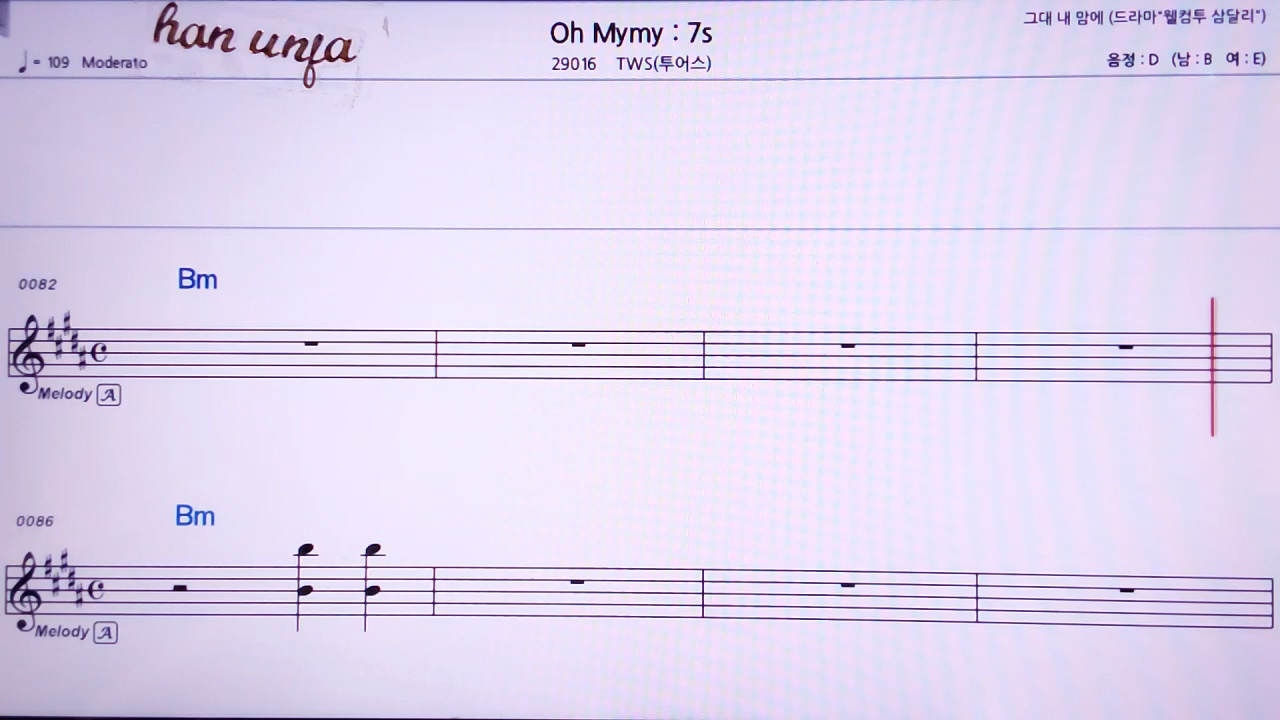 han unja
Oh Mymy : 7s
그대 내 맘에 (드라마"웰컴투 삼달리")
♩= 109 Moderato
29016 TWS(투어스)
음정 : D (남 : B 여 : E)
0082
Bm
Melody A
0086
Bm
Melody A